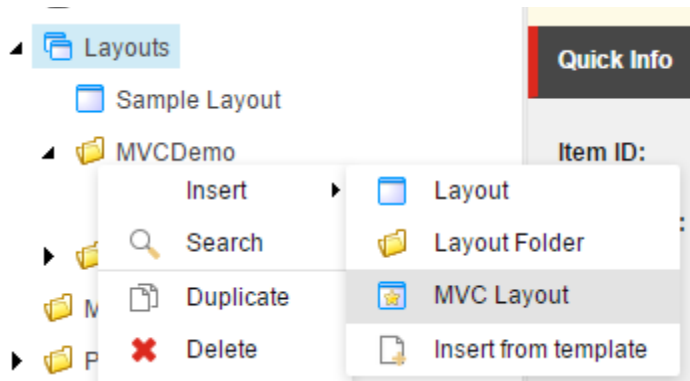 Layouts
Quick Info
Sample Layout
MVCDemo
Item ID:
Insert
Layout
Search
Layout Folder
:
M
Duplicate
MVC Layout
P
Delete
Insert from template